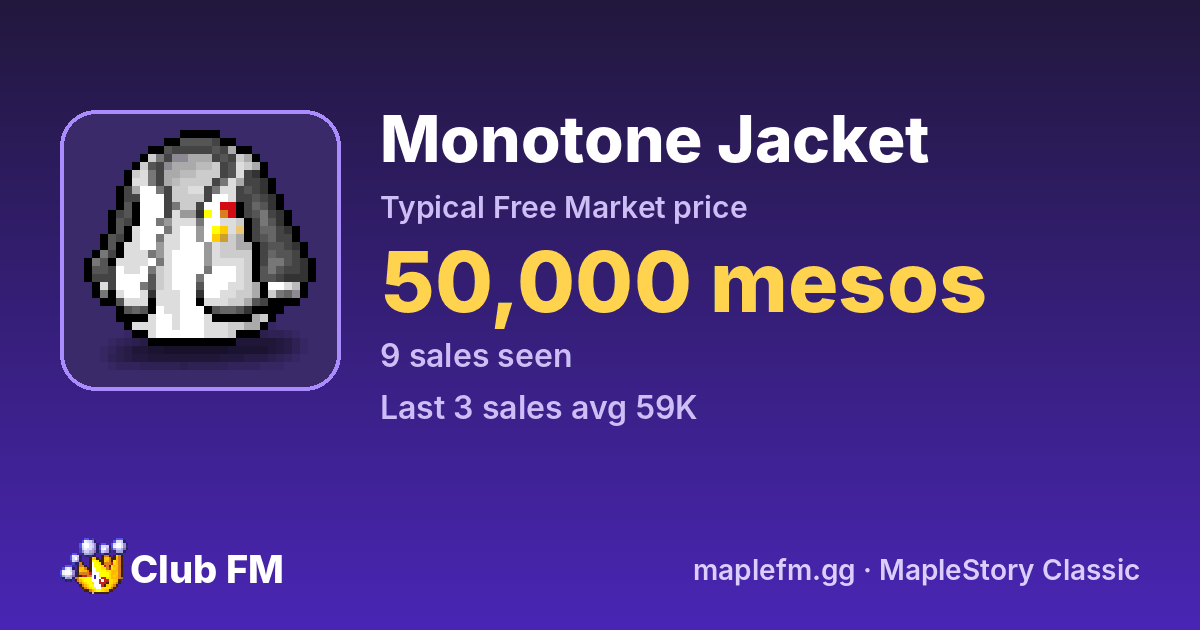 Monotone Jacket
Typical Free Market price
50,000 mesos
9 sales seen
Last 3 sales avg 59K
Club FM
maplefm.gg · MapleStory Classic